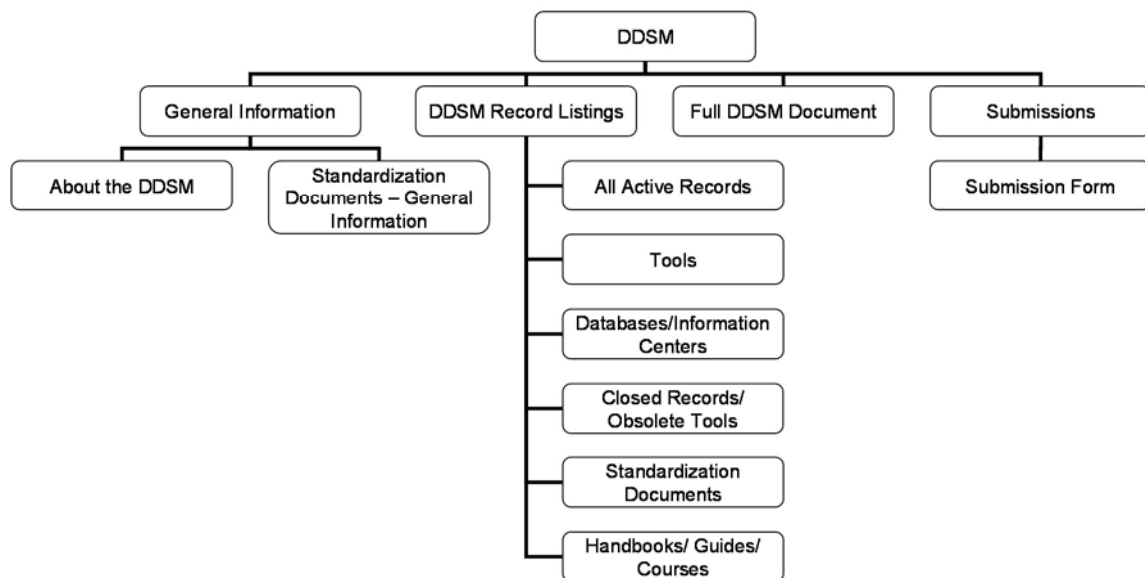 DDSM
General Information
DDSM Record Listings
Full DDSM Document
Submissions
About the DDSM
Standardization
Documents – General
Information
All Active Records
Submission Form
Tools
Databases/Information
Centers
Closed Records/
Obsolete Tools
Standardization
Documents
Handbooks/ Guides/
Courses